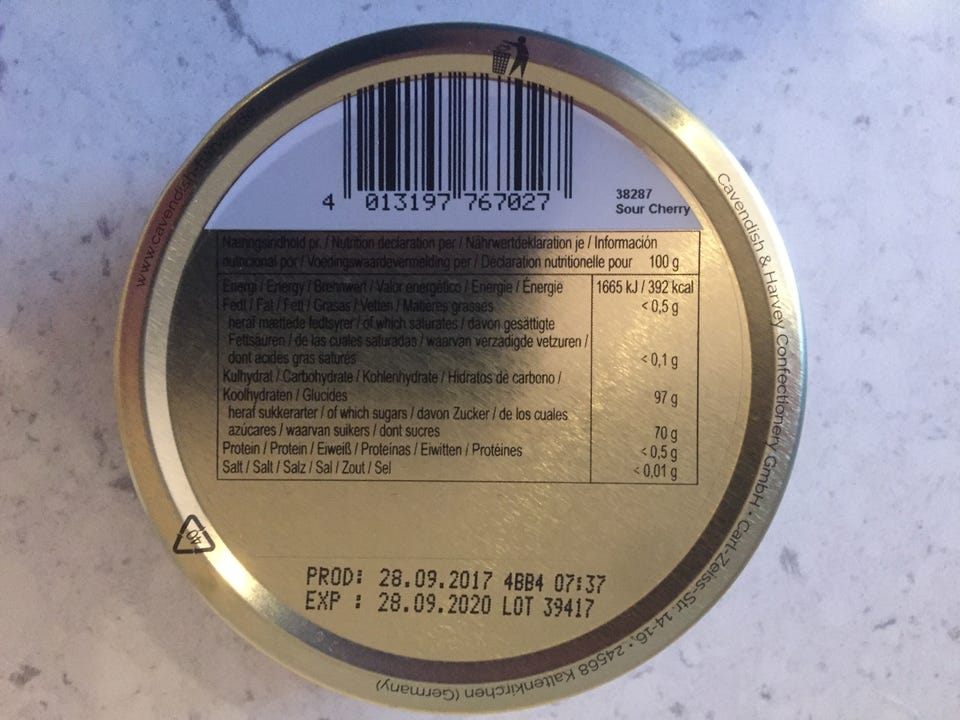 4 013197 767027
38287
Sour Cherry
Næringsindhold pr. / Nutrition declaration per / Nährwertdeklaration je / Información
nutricional por / Voedingswaardevermelding per / Déclaration nutritionelle pour 100 g
Energi / Energy / Brennwert / Valor energético / Energie / Énergie 1665 kJ / 392 kcal
Fedt / Fat / Fett / Grasas / Vetten / Matières grasses < 0,5 g
heraf mættede fedtsyrer / of which saturates / davon gesättigte
Fettsäuren / de las cuales saturadas / waarvan verzadigde vetzuren /
dont acides gras saturés < 0,1 g
Kulhydrat / Carbohydrate / Kohlenhydrate / Hidratos de carbono /
Koolhydraten / Glucides 97 g
heraf sukkerarter / of which sugars / davon Zucker / de los cuales
azúcares / waarvan suikers / dont sucres 70 g
Protein / Protein / Eiweiß / Proteínas / Eiwitten / Protéines < 0,5 g
Salt / Salt / Salz / Sal / Zout / Sel < 0,01 g
PROD: 28.09.2017 4BB4 07:37
EXP : 28.09.2020 LOT 39417
40
Cavendish & Harvey Confectionery GmbH • Carl-Zeiss-Str. 14-16, • 24568 Kaltenkirchen (Germany)